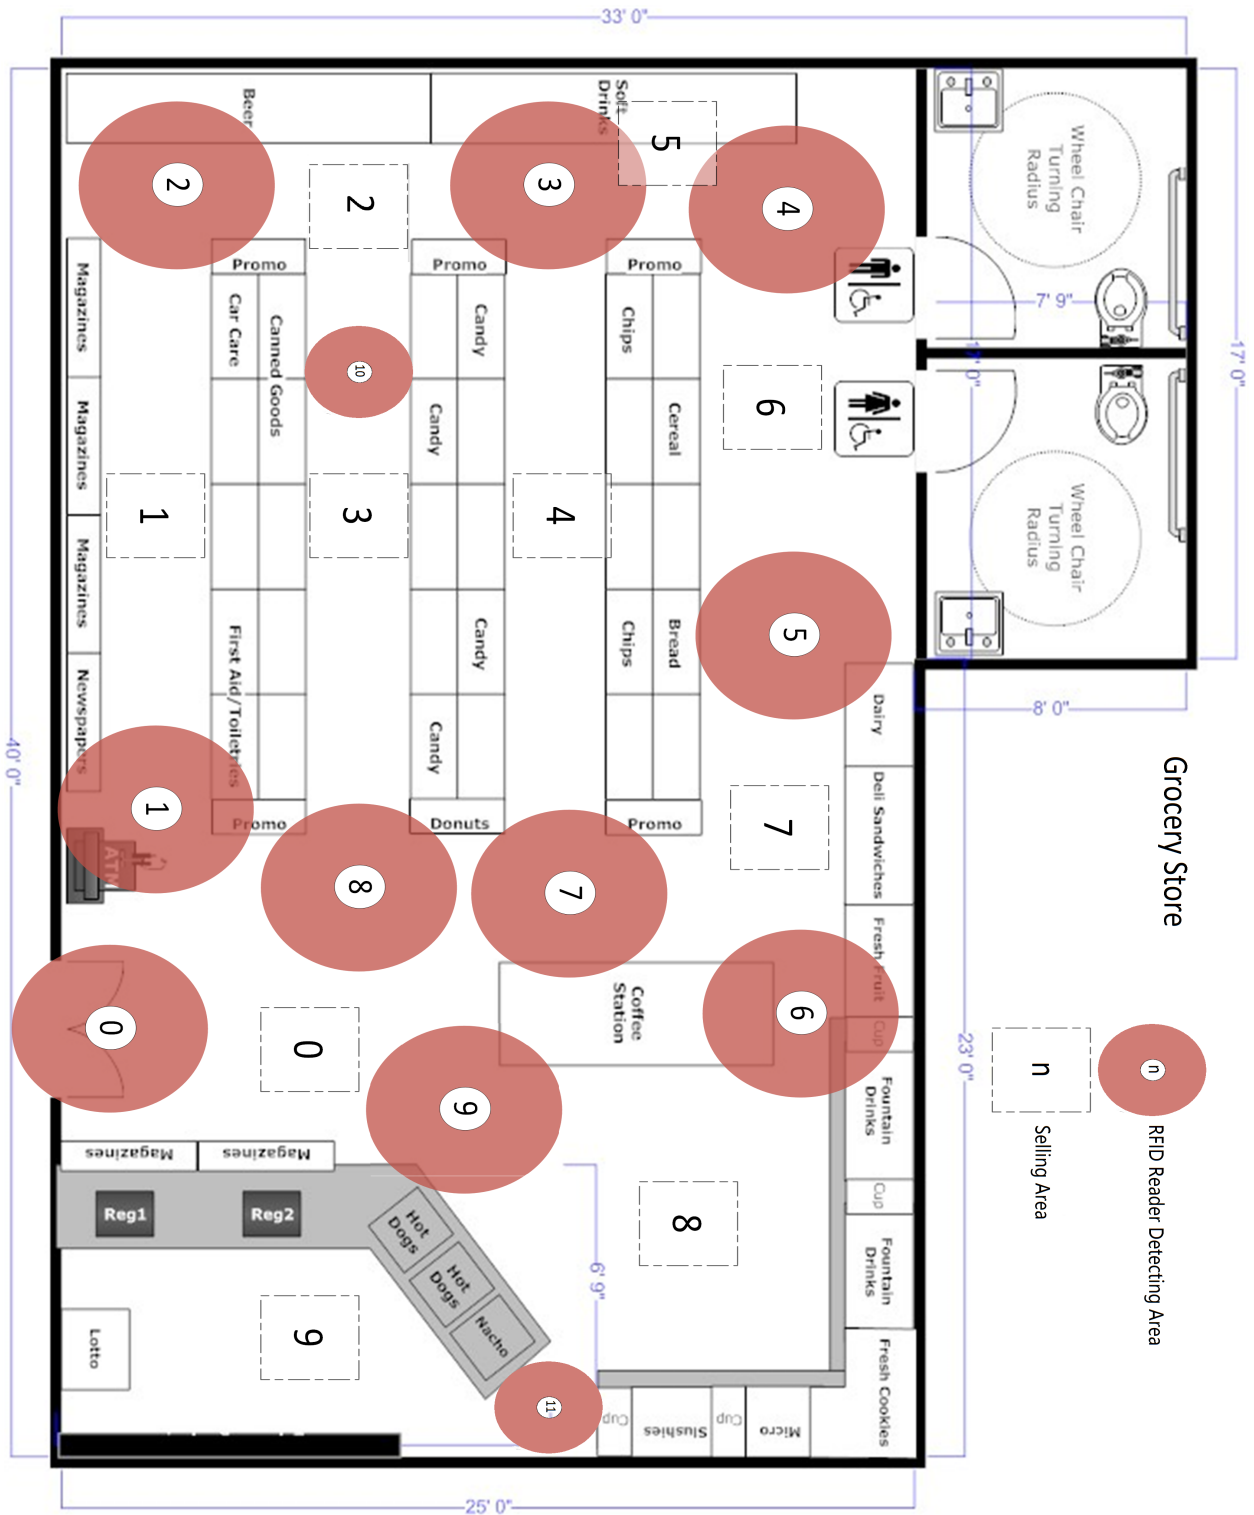 33' 0"
Beer
Soft
Drinks
5
2
3
4
2
Wheel Chair
Turning
Radius
Promo
Promo
Promo
Magazines
Car Care
Canned Goods
Candy
Chips
7' 9"
17' 0"
17' 0"
10
Magazines
Candy
Cereal
6
1
3
4
Wheel Chair
Turning
Radius
Magazines
First Aid/Toiletries
Candy
Chips
Bread
5
Newspapers
Candy
Dairy
8' 0"
40' 0"
1
Promo
Donuts
Promo
7
Deli Sandwiches
Grocery Store
ATM
8
7
Fresh Fruit
Coffee
Station
6
Cup
0
0
9
Fountain
Drinks
23' 0"
n
n
Selling Area
RFID Reader Detecting Area
Magazines
Magazines
Reg1
Reg2
Hot
Dogs
Hot
Dogs
Nacho
8
Cup
Fountain
Drinks
6' 9"
Lotto
9
11
Cup
Slushies
Cup
Micro
Fresh Cookies
25' 0"